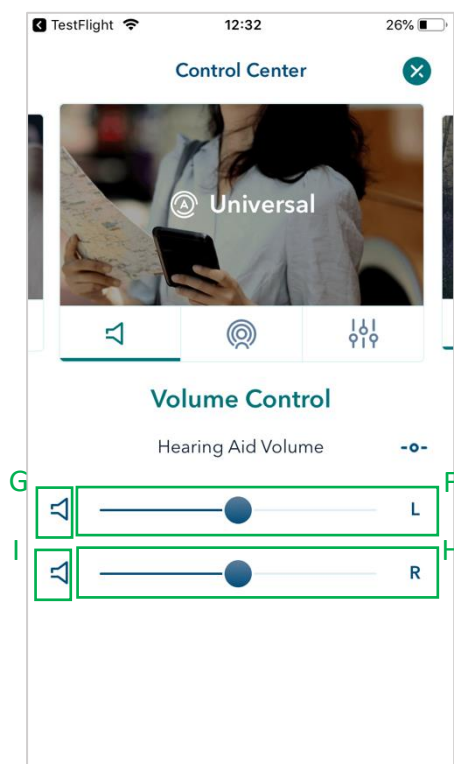 TestFlight 12:32 26%
Control Center
A Universal
Volume Control
Hearing Aid Volume
G F
L
I H
R